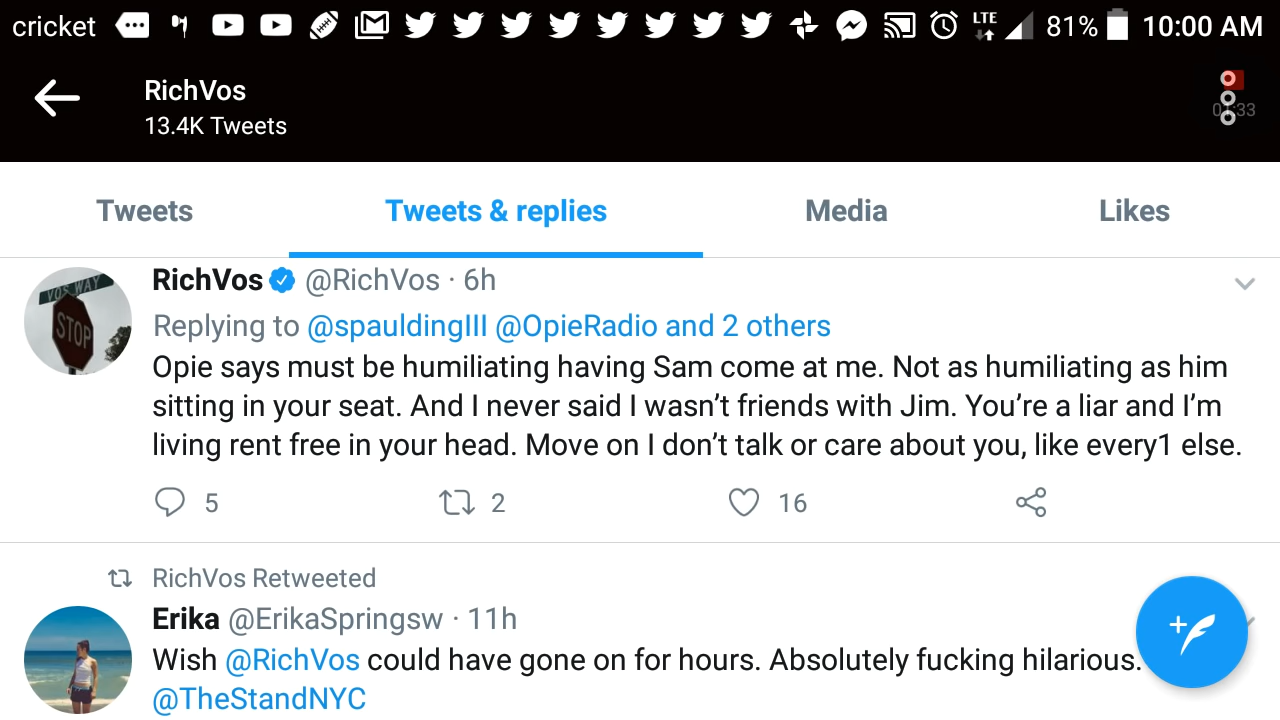 cricket LTE 81% 10:00 AM
RichVos
13.4K Tweets
Tweets Tweets & replies Media Likes
VOS WAY
STOP
RichVos @RichVos · 6h
Replying to @spauldingIII @OpieRadio and 2 others
Opie says must be humiliating having Sam come at me. Not as humiliating as him
sitting in your seat. And I never said I wasn’t friends with Jim. You’re a liar and I’m
living rent free in your head. Move on I don’t talk or care about you, like every1 else.
5 2 16
RichVos Retweeted
Erika @ErikaSpringsw · 11h
Wish @RichVos could have gone on for hours. Absolutely fucking hilarious.
@TheStandNYC